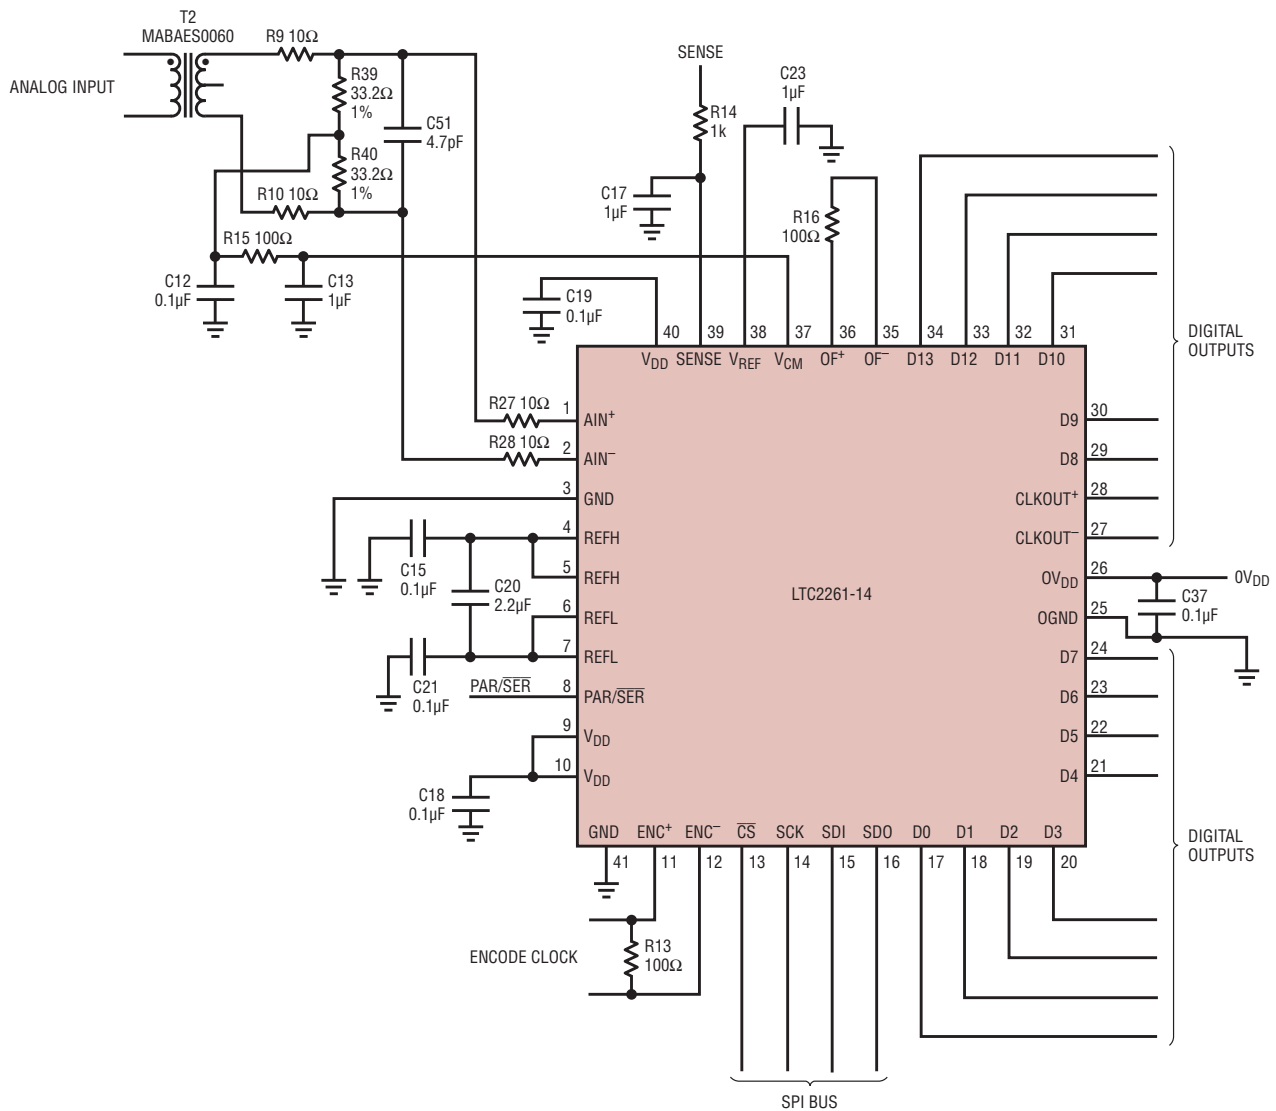 T2
MABAES0060
R9 10Ω
ANALOG INPUT
R39
33.2Ω
1%
C51
4.7pF
R40
33.2Ω
1%
R10 10Ω
R15 100Ω
C12
0.1µF
C13
1µF
SENSE
R14
1k
C23
1µF
C17
1µF
R16
100Ω
C19
0.1µF
40 39 38 37 36 35 34 33 32 31
VDD SENSE VREF VCM OF+ OF– D13 D12 D11 D10
DIGITAL
OUTPUTS
R27 10Ω
1 AIN+
R28 10Ω
2 AIN–
3 GND
4 REFH
5 REFH
6 REFL
7 REFL
PAR/SER
8 PAR/SER
9 VDD
10 VDD
C15
0.1µF
C20
2.2µF
C21
0.1µF
C18
0.1µF
LTC2261-14
D9 30
D8 29
CLKOUT+ 28
CLKOUT– 27
OVDD 26
0VDD
C37
0.1µF
OGND 25
D7 24
D6 23
D5 22
D4 21
GND ENC+ ENC– CS SCK SDI SDO D0 D1 D2 D3
41 11 12 13 14 15 16 17 18 19 20
DIGITAL
OUTPUTS
ENCODE CLOCK
R13
100Ω
SPI BUS